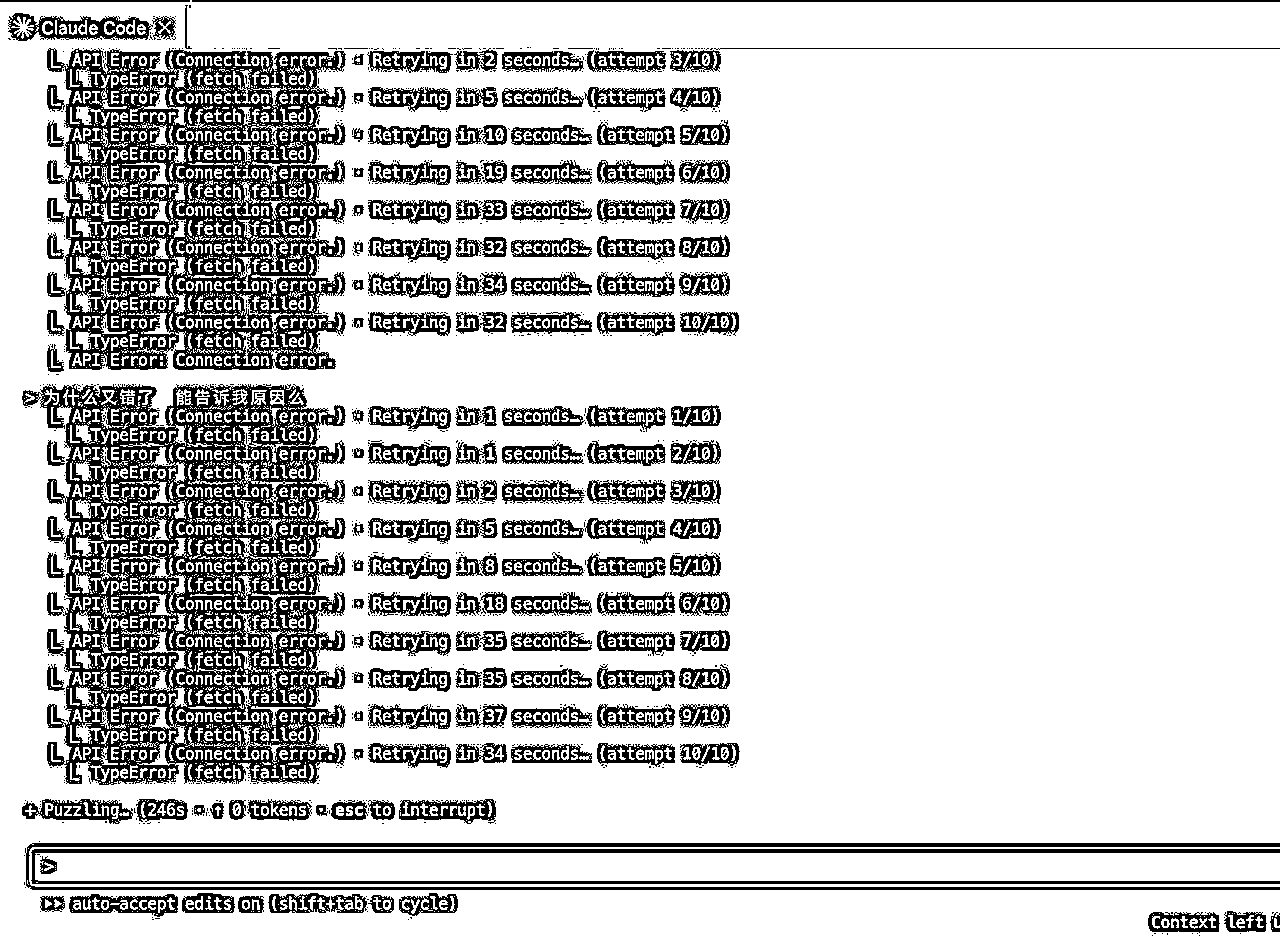 Claude Code
L API Error (Connection error.) · Retrying in 2 seconds… (attempt 3/10)
L TypeError (fetch failed)
L API Error (Connection error.) · Retrying in 5 seconds… (attempt 4/10)
L TypeError (fetch failed)
L API Error (Connection error.) · Retrying in 10 seconds… (attempt 5/10)
L TypeError (fetch failed)
L API Error (Connection error.) · Retrying in 19 seconds… (attempt 6/10)
L TypeError (fetch failed)
L API Error (Connection error.) · Retrying in 33 seconds… (attempt 7/10)
L TypeError (fetch failed)
L API Error (Connection error.) · Retrying in 32 seconds… (attempt 8/10)
L TypeError (fetch failed)
L API Error (Connection error.) · Retrying in 34 seconds… (attempt 9/10)
L TypeError (fetch failed)
L API Error (Connection error.) · Retrying in 32 seconds… (attempt 10/10)
L TypeError (fetch failed)
L API Error: Connection error.
> 为什么又错了 能告诉我原因么
L API Error (Connection error.) · Retrying in 1 seconds… (attempt 1/10)
L TypeError (fetch failed)
L API Error (Connection error.) · Retrying in 1 seconds… (attempt 2/10)
L TypeError (fetch failed)
L API Error (Connection error.) · Retrying in 2 seconds… (attempt 3/10)
L TypeError (fetch failed)
L API Error (Connection error.) · Retrying in 5 seconds… (attempt 4/10)
L TypeError (fetch failed)
L API Error (Connection error.) · Retrying in 8 seconds… (attempt 5/10)
L TypeError (fetch failed)
L API Error (Connection error.) · Retrying in 18 seconds… (attempt 6/10)
L TypeError (fetch failed)
L API Error (Connection error.) · Retrying in 35 seconds… (attempt 7/10)
L TypeError (fetch failed)
L API Error (Connection error.) · Retrying in 35 seconds… (attempt 8/10)
L TypeError (fetch failed)
L API Error (Connection error.) · Retrying in 37 seconds… (attempt 9/10)
L TypeError (fetch failed)
L API Error (Connection error.) · Retrying in 34 seconds… (attempt 10/10)
L TypeError (fetch failed)
+ Puzzling… (246s · ↑ 0 tokens · esc to interrupt)
>
▸▸ auto-accept edits on (shift+tab to cycle)
Context left